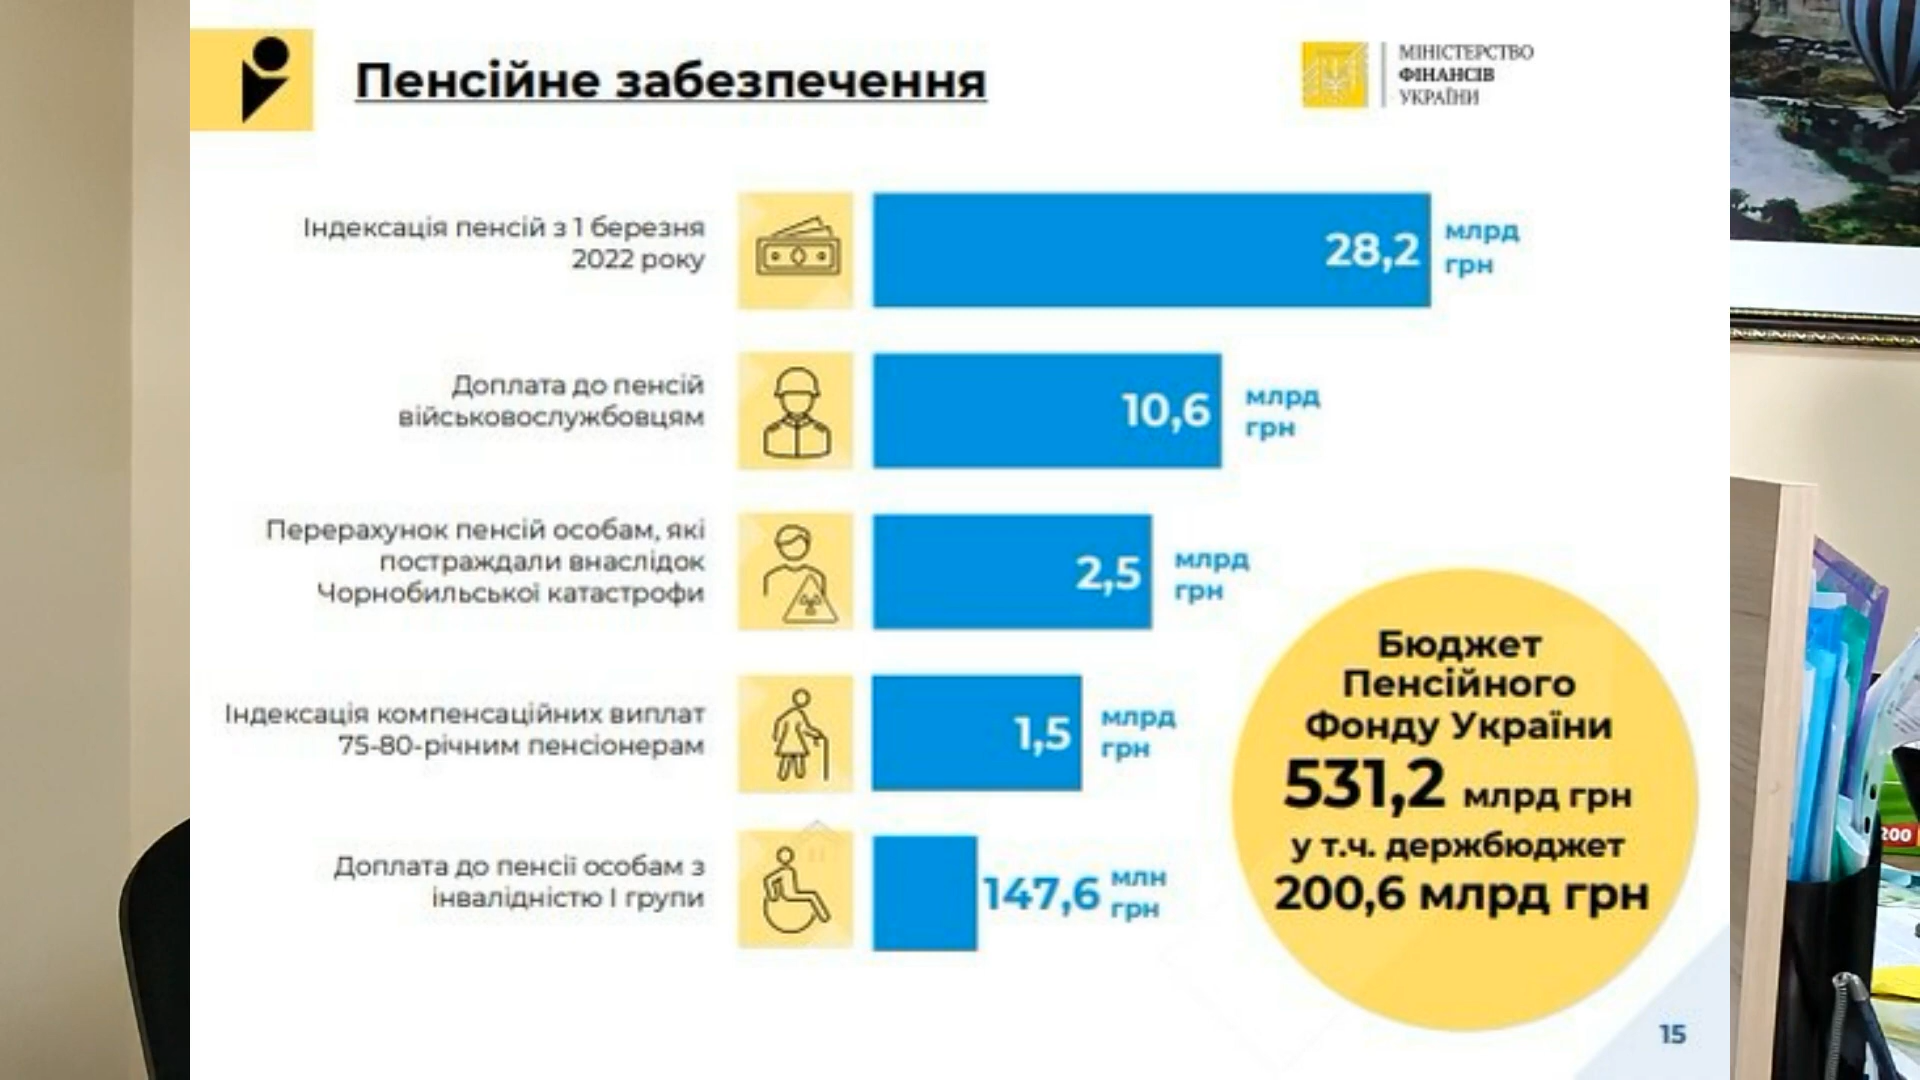 Пенсійне забезпечення
МІНІСТЕРСТВО
ФІНАНСІВ
УКРАЇНИ
Індексація пенсій з 1 березня
2022 року
28,2
млрд
грн
Доплата до пенсій
військовослужбовцям
10,6
млрд
грн
Перерахунок пенсій особам, які
постраждали внаслідок
Чорнобильської катастрофи
2,5
млрд
грн
Індексація компенсаційних виплат
75-80-річним пенсіонерам
1,5
млрд
грн
Доплата до пенсії особам з
інвалідністю І групи
147,6
млн
грн
Бюджет
Пенсійного
Фонду України
531,2 млрд грн
у т.ч. держбюджет
200,6 млрд грн
15
200